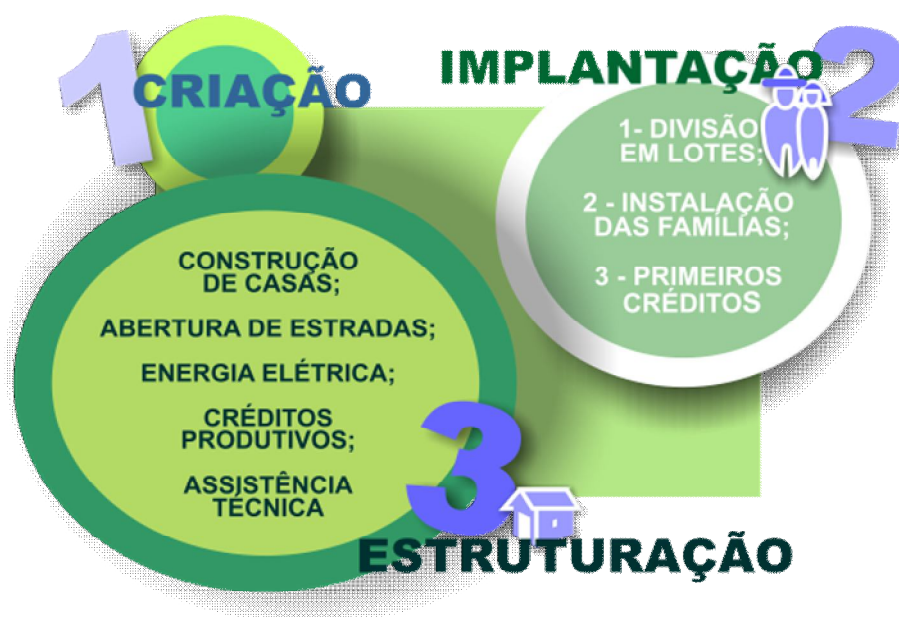 1
CRIAÇÃO
IMPLANTAÇÃO
2
1- DIVISÃO
EM LOTES;
2 - INSTALAÇÃO
DAS FAMÍLIAS;
3 - PRIMEIROS
CRÉDITOS
CONSTRUÇÃO
DE CASAS;
ABERTURA DE ESTRADAS;
ENERGIA ELÉTRICA;
CRÉDITOS
PRODUTIVOS;
ASSISTÊNCIA
TÉCNICA
3
ESTRUTURAÇÃO